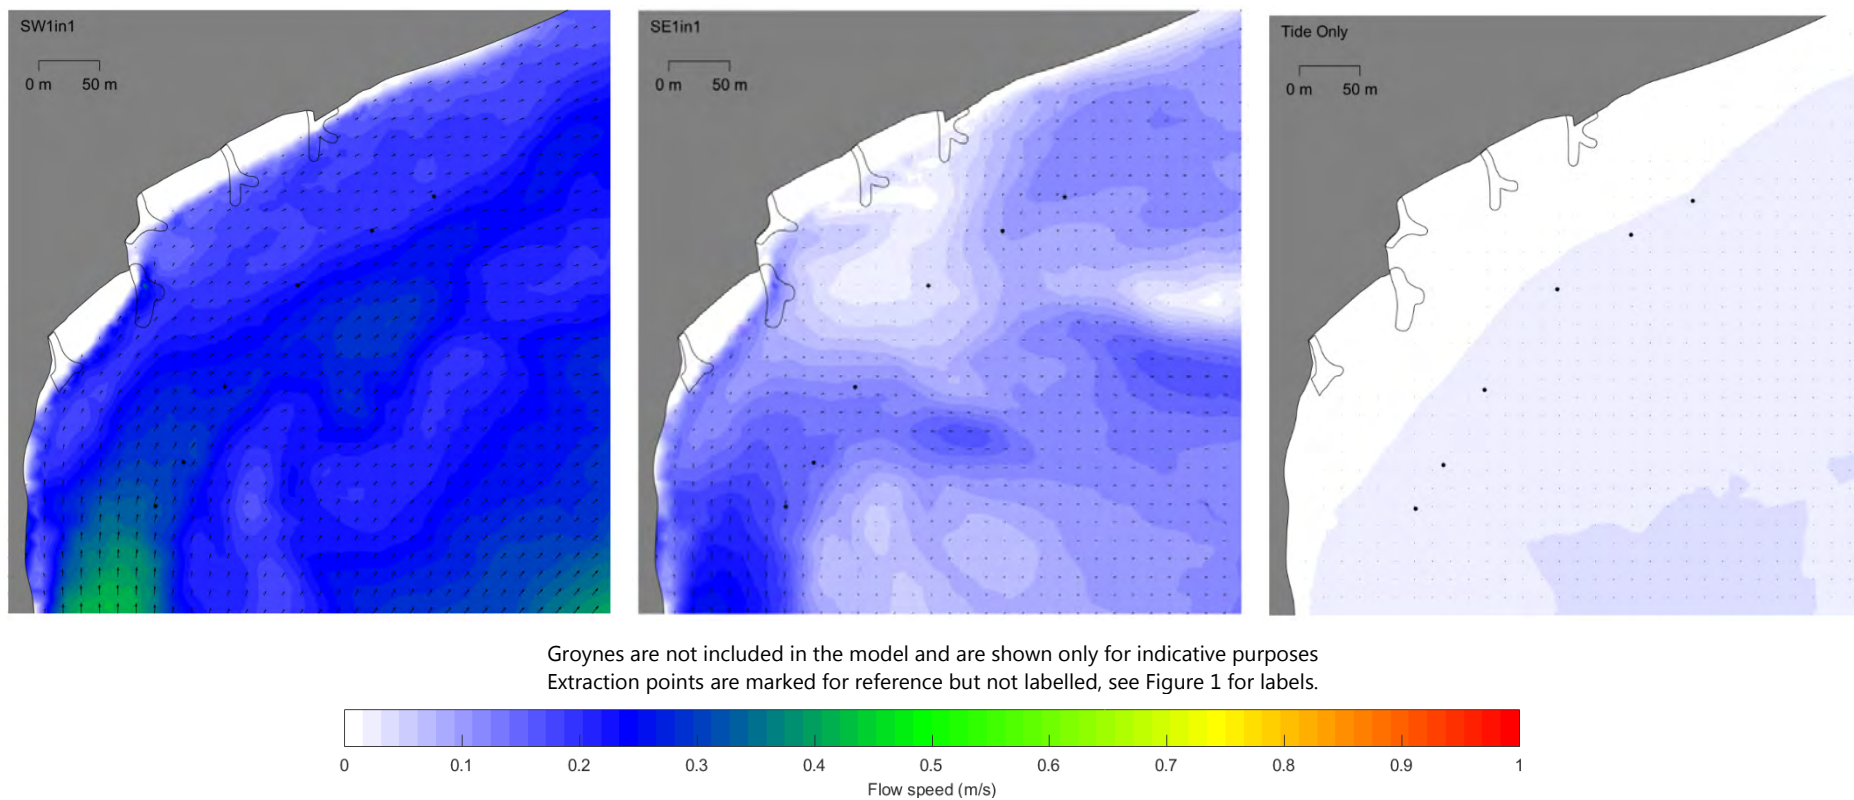 SW1in1
0 m 50 m
SE1in1
0 m 50 m
Tide Only
0 m 50 m
Groynes are not included in the model and are shown only for indicative purposes
Extraction points are marked for reference but not labelled, see Figure 1 for labels.
0 0.1 0.2 0.3 0.4 0.5 0.6 0.7 0.8 0.9 1
Flow speed (m/s)